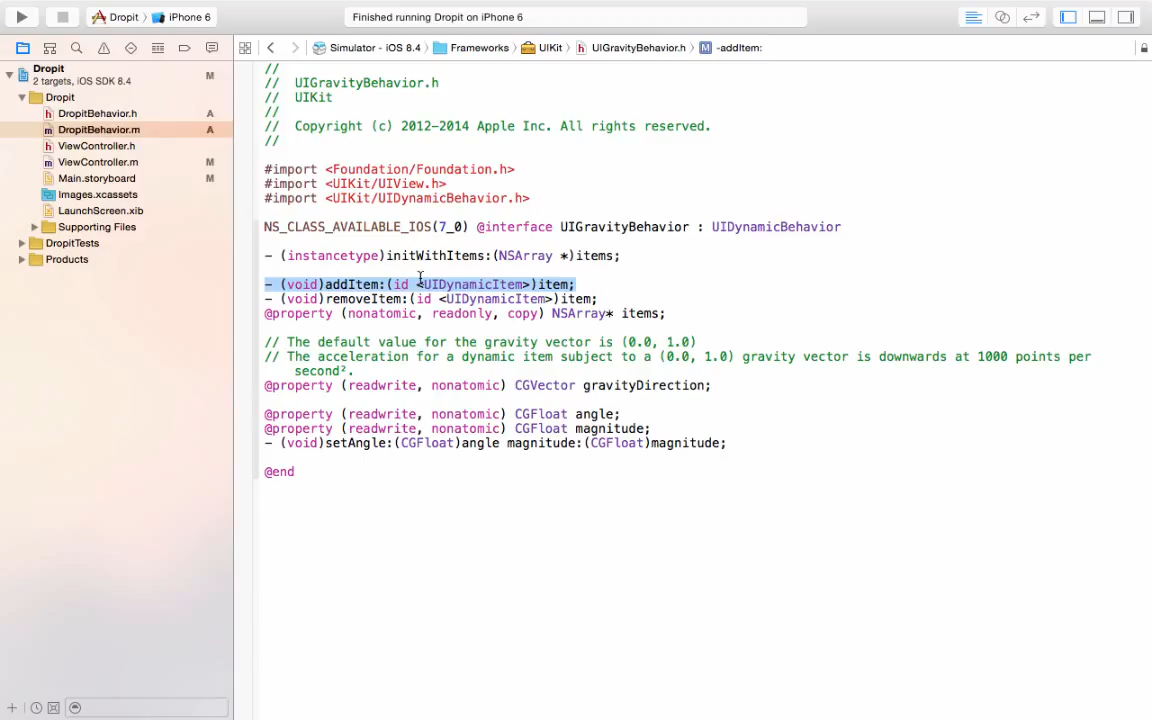 Dropit
iPhone 6
Finished running Dropit on iPhone 6
Simulator - iOS 8.4
Frameworks
UIKit
UIGravityBehavior.h
M
-addItem:
Dropit
2 targets, iOS SDK 8.4
M
Dropit
h DropitBehavior.h A
m DropitBehavior.m A
h ViewController.h
m ViewController.m M
Main.storyboard M
Images.xcassets
LaunchScreen.xib
Supporting Files
DropitTests
Products
//
// UIGravityBehavior.h
// UIKit
//
// Copyright (c) 2012-2014 Apple Inc. All rights reserved.
//
#import <Foundation/Foundation.h>
#import <UIKit/UIView.h>
#import <UIKit/UIDynamicBehavior.h>
NS_CLASS_AVAILABLE_IOS(7_0) @interface UIGravityBehavior : UIDynamicBehavior
- (instancetype)initWithItems:(NSArray *)items;
- (void)addItem:(id <UIDynamicItem>)item;
- (void)removeItem:(id <UIDynamicItem>)item;
@property (nonatomic, readonly, copy) NSArray* items;
// The default value for the gravity vector is (0.0, 1.0)
// The acceleration for a dynamic item subject to a (0.0, 1.0) gravity vector is downwards at 1000 points per
second².
@property (readwrite, nonatomic) CGVector gravityDirection;
@property (readwrite, nonatomic) CGFloat angle;
@property (readwrite, nonatomic) CGFloat magnitude;
- (void)setAngle:(CGFloat)angle magnitude:(CGFloat)magnitude;
@end